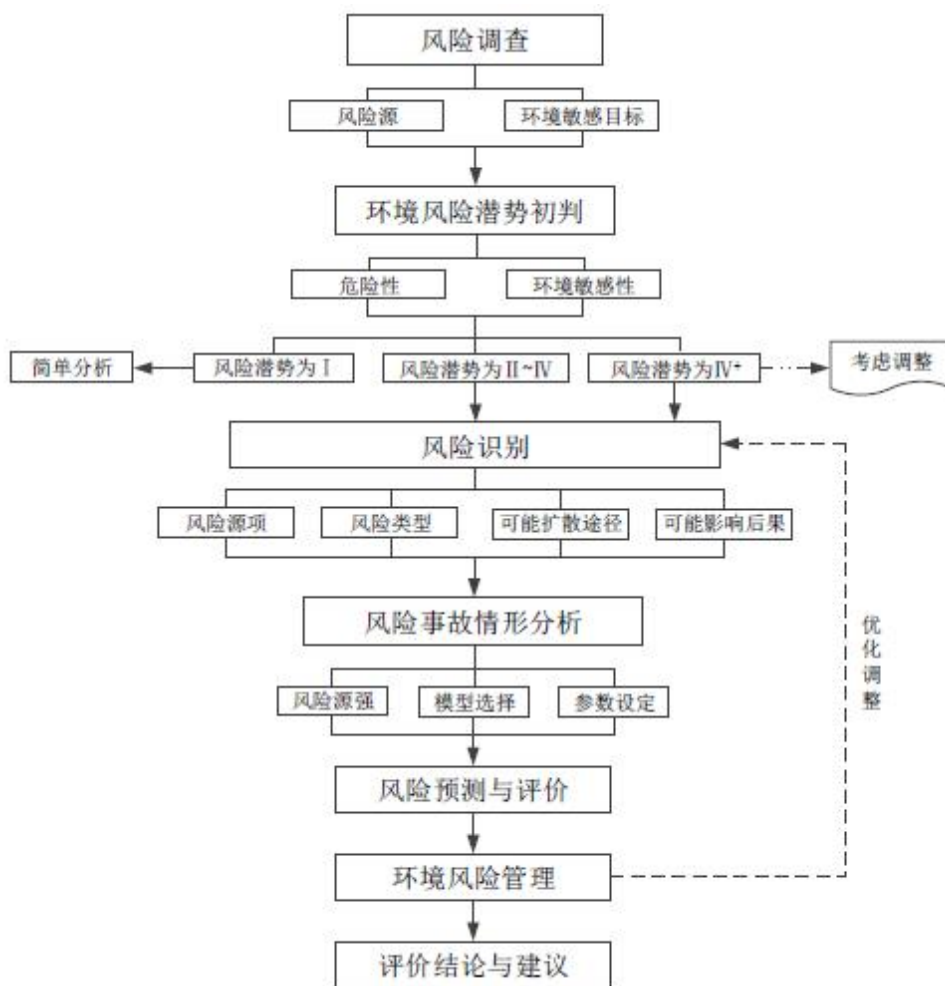 风险调查
风险源
环境敏感目标
环境风险潜势初判
危险性
环境敏感性
简单分析
风险潜势为Ⅰ
风险潜势为Ⅱ~Ⅳ
风险潜势为Ⅳ+
考虑调整
风险识别
风险源项
风险类型
可能扩散途径
可能影响后果
风险事故情形分析
风险源强
模型选择
参数设定
优化调整
风险预测与评价
环境风险管理
评价结论与建议